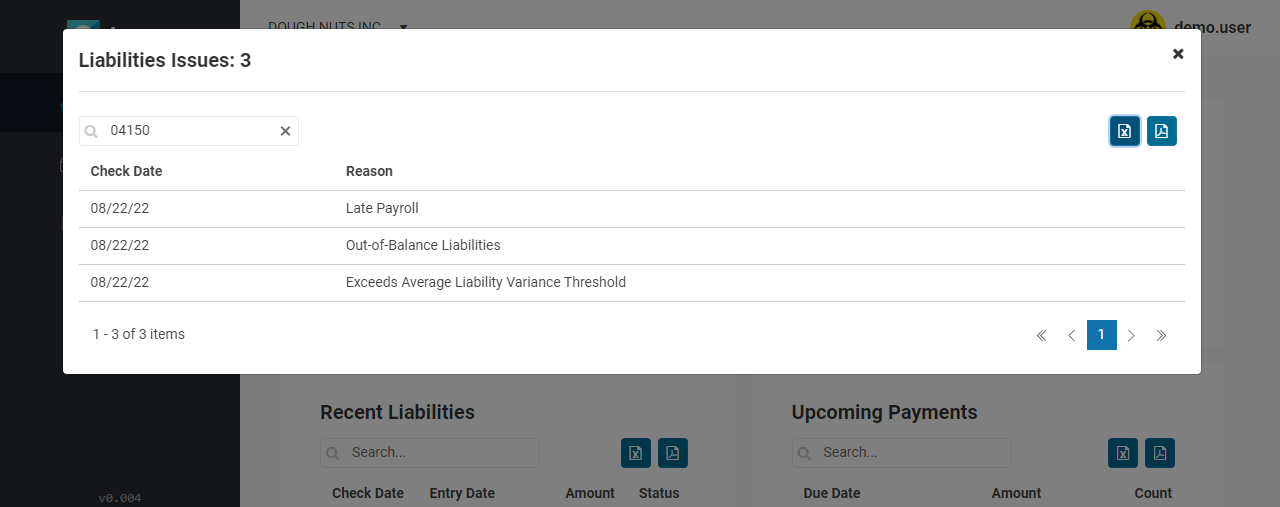 DOUGH NUTS INC
demo.user
Liabilities Issues: 3
04150
Check Date Reason
08/22/22 Late Payroll
08/22/22 Out-of-Balance Liabilities
08/22/22 Exceeds Average Liability Variance Threshold
1 - 3 of 3 items
1
Recent Liabilities
Upcoming Payments
Search...
Search...
Check Date Entry Date Amount Status
Due Date Amount Count
v0.004